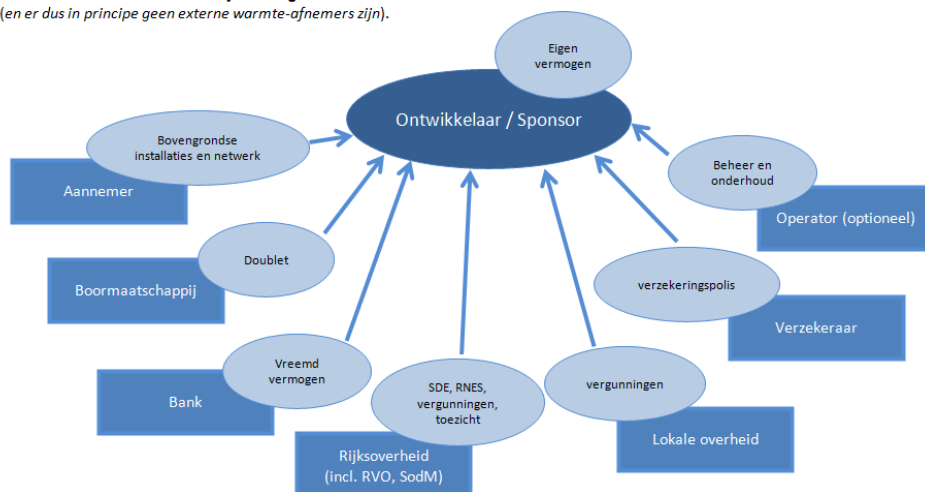 (en er dus in principe geen externe warmte-afnemers zijn).
Eigen
vermogen
Ontwikkelaar / Sponsor
Bovengrondse
installaties en netwerk
Aannemer
Beheer en
onderhoud
Operator (optioneel)
Doublet
Boormaatschappij
verzekeringspolis
Verzekeraar
Vreemd
vermogen
Bank
SDE, RNES,
vergunningen,
toezicht
Rijksoverheid
(incl. RVO, SodM)
vergunningen
Lokale overheid